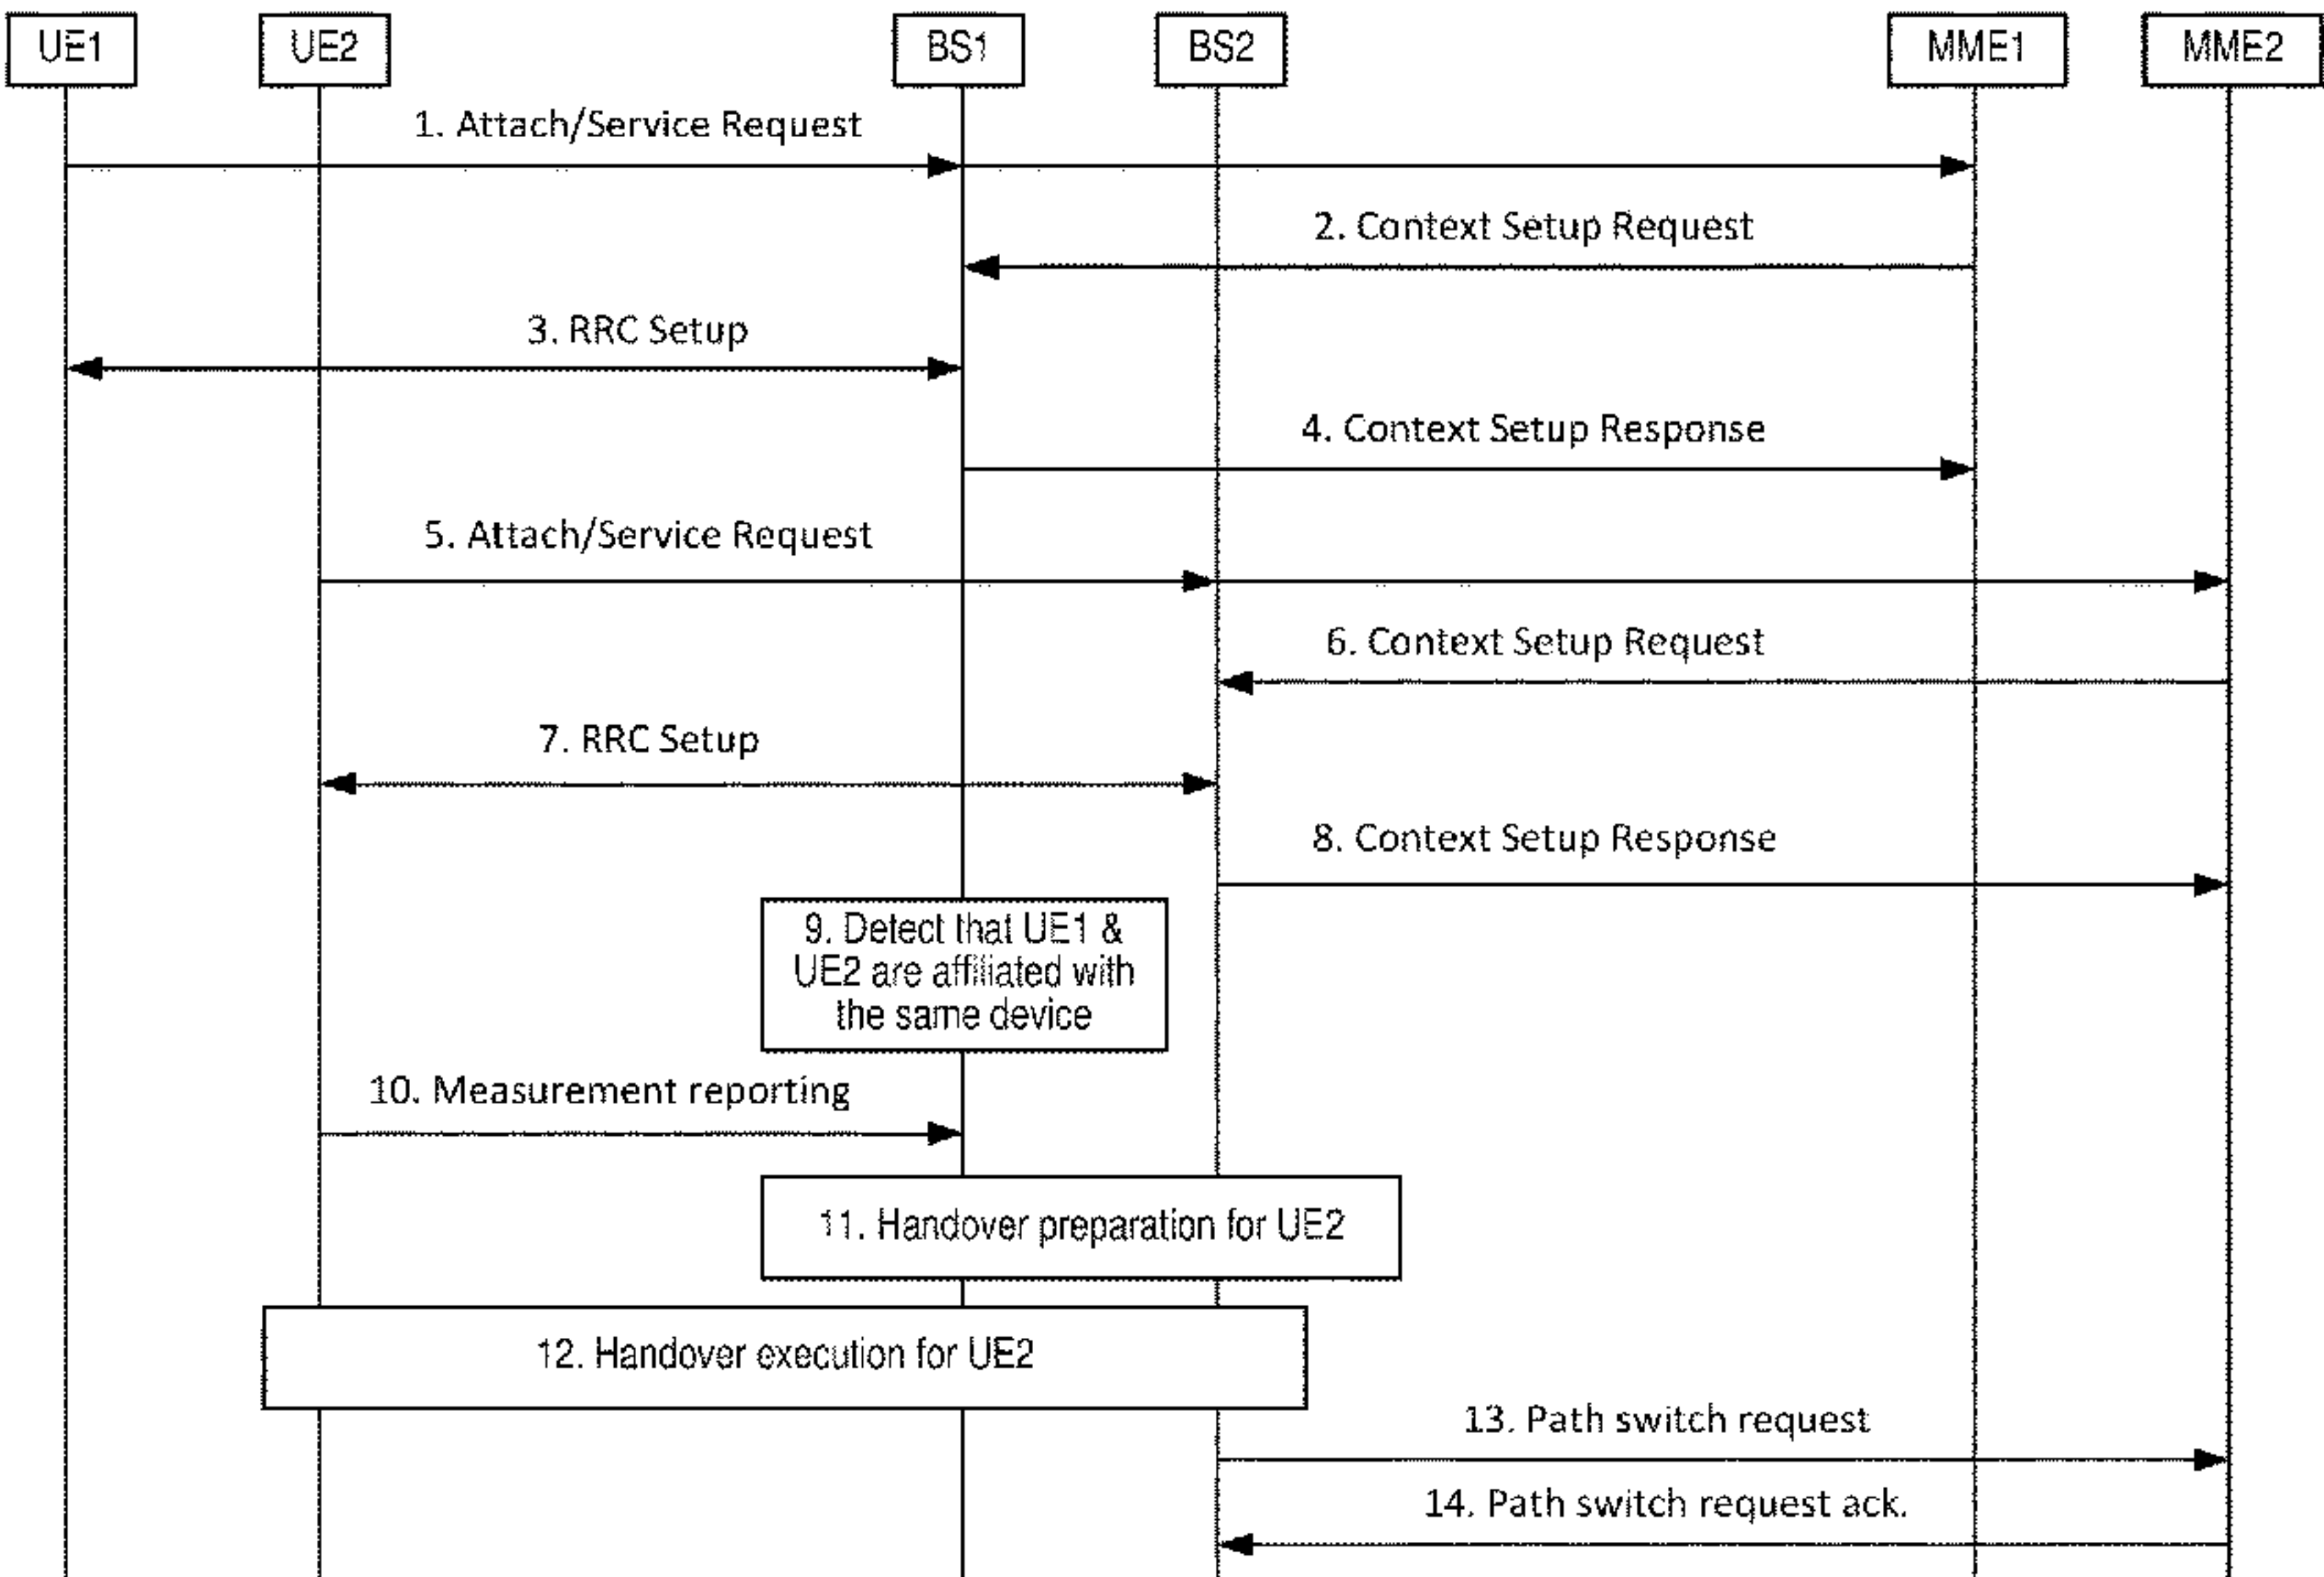 UE1 UE2 BS1 BS2 MME1 MME2
1. Attach/Service Request
2. Context Setup Request
3. RRC Setup
4. Context Setup Response
5. Attach/Service Request
6. Context Setup Request
7. RRC Setup
8. Context Setup Response
9. Detect that UE1 &
UE2 are affiliated with
the same device
10. Measurement reporting
11. Handover preparation for UE2
12. Handover execution for UE2
13. Path switch request
14. Path switch request ack.